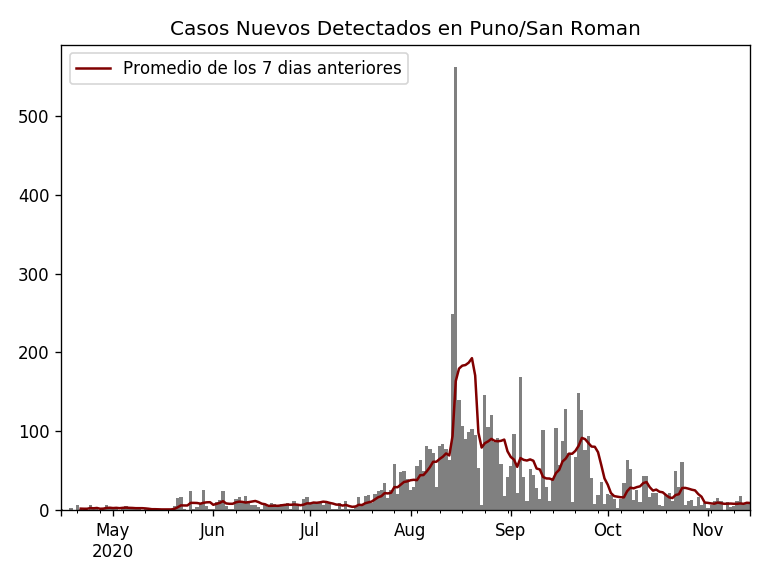 Casos Nuevos Detectados en Puno/San Roman
Promedio de los 7 dias anteriores
500
400
300
200
100
0
May Jun Jul Aug Sep Oct Nov
2020